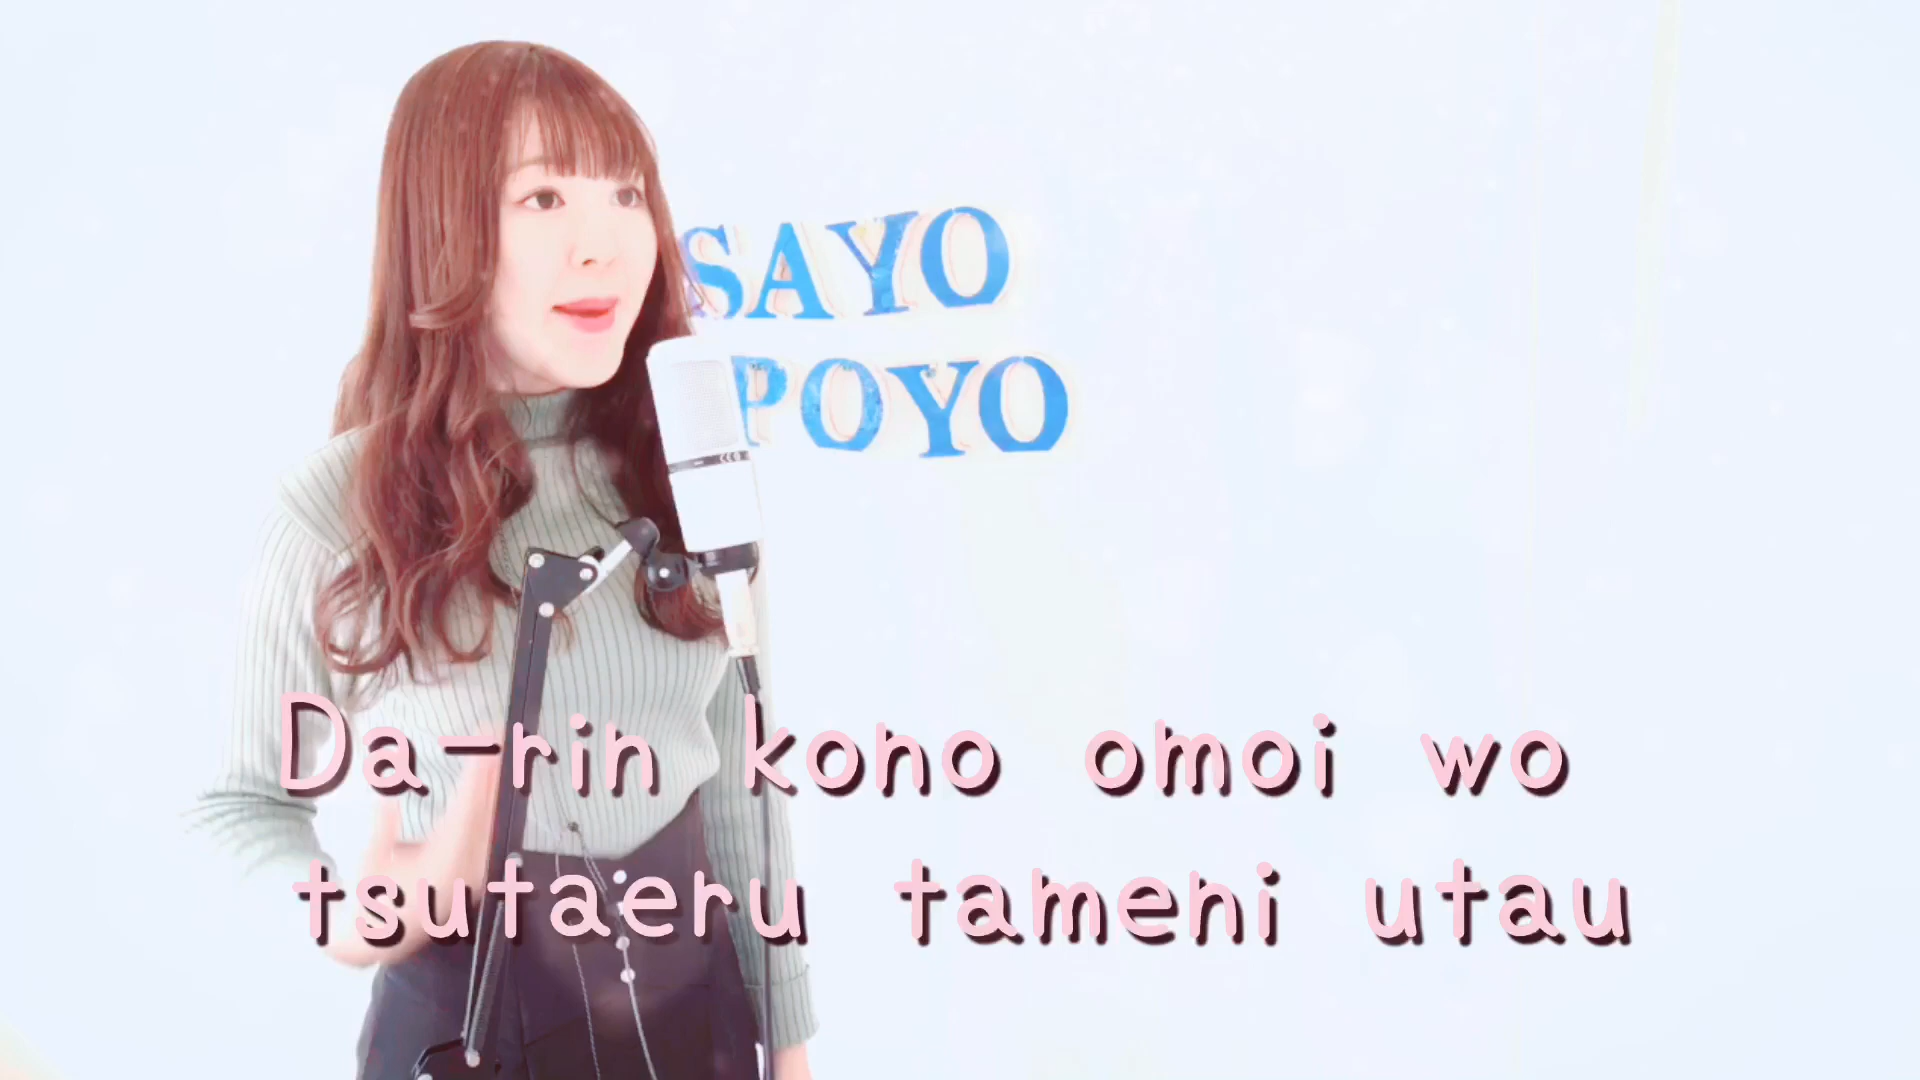 SAYO
POYO
Da-rin kono omoi wo
tsutaeru tameni utau